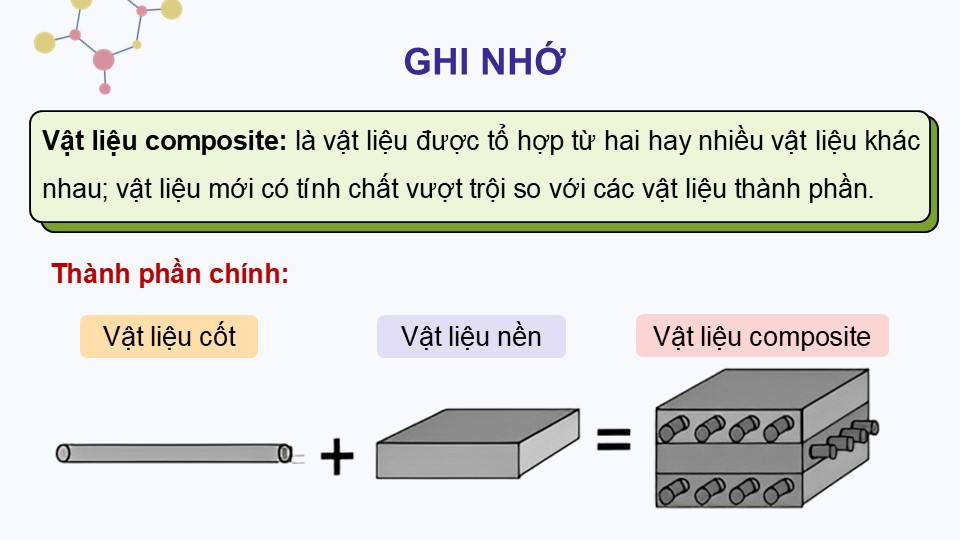 GHI NHỚ
Vật liệu composite: là vật liệu được tổ hợp từ hai hay nhiều vật liệu khác
nhau; vật liệu mới có tính chất vượt trội so với các vật liệu thành phần.
Thành phần chính:
Vật liệu cốt
Vật liệu nền
Vật liệu composite
+
=